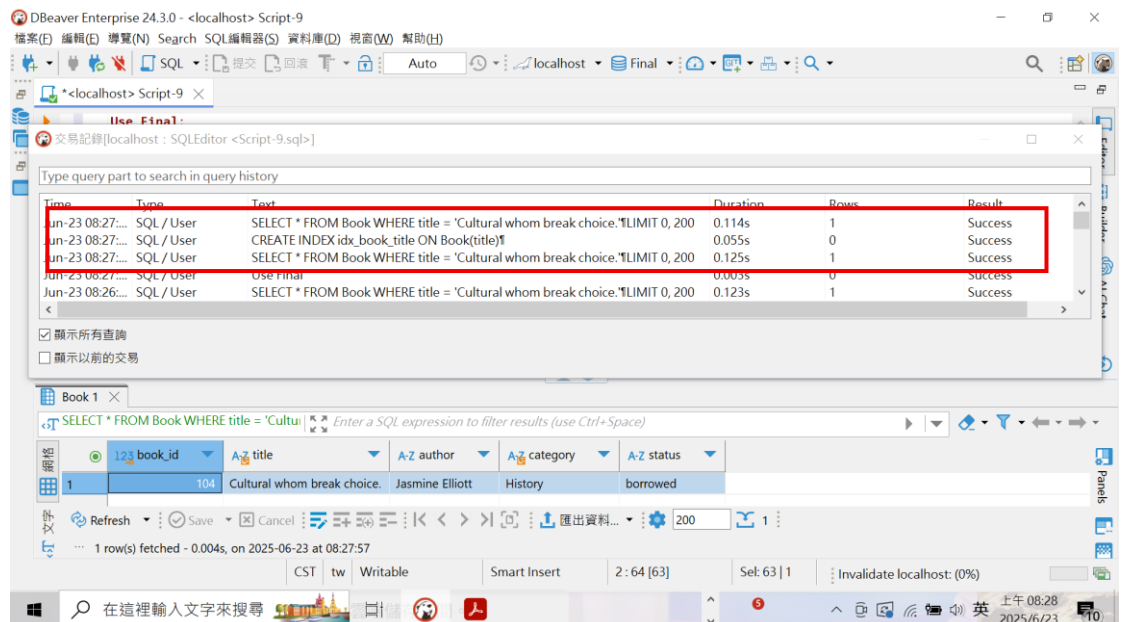 DBeaver Enterprise 24.3.0 - <localhost> Script-9
檔案(F) 編輯(E) 導覽(N) Search SQL編輯器(S) 資料庫(D) 視窗(W) 幫助(H)
SQL 提交 回滾 T Auto localhost Final
*<localhost> Script-9
Use Final;
交易記錄[localhost : SQLEditor <Script-9.sql>]
Type query part to search in query history
Time Type Text Duration Rows Result
Jun-23 08:27:... SQL / User SELECT * FROM Book WHERE title = 'Cultural whom break choice.'¶LIMIT 0, 200 0.114s 1 Success
Jun-23 08:27:... SQL / User CREATE INDEX idx_book_title ON Book(title)¶ 0.055s 0 Success
Jun-23 08:27:... SQL / User SELECT * FROM Book WHERE title = 'Cultural whom break choice.'¶LIMIT 0, 200 0.125s 1 Success
Jun-23 08:27:... SQL / User Use Final 0.003s 0 Success
Jun-23 08:26:... SQL / User SELECT * FROM Book WHERE title = 'Cultural whom break choice.'¶LIMIT 0, 200 0.123s 1 Success
顯示所有查詢
顯示以前的交易
Book 1
SELECT * FROM Book WHERE title = 'Cultu Enter a SQL expression to filter results (use Ctrl+Space)
網格
123 book_id A-Z title A-Z author A-Z category A-Z status
1 104 Cultural whom break choice. Jasmine Elliott History borrowed
Panels
文字
Refresh Save Cancel 匯出資料... 200 1
... 1 row(s) fetched - 0.004s, on 2025-06-23 at 08:27:57
CST tw Writable Smart Insert 2 : 64 [63] Sel: 63 | 1 Invalidate localhost: (0%)
在這裡輸入文字來搜尋 英 上午 08:28
2025/6/23